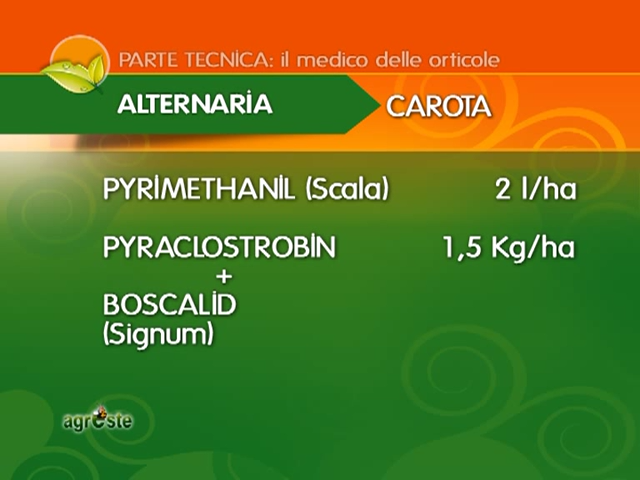 PARTE TECNICA: il medico delle orticole
ALTERNARIA
CAROTA
PYRIMETHANIL (Scala) 2 l/ha
PYRACLOSTROBIN 1,5 Kg/ha
+
BOSCALID
(Signum)
agreste